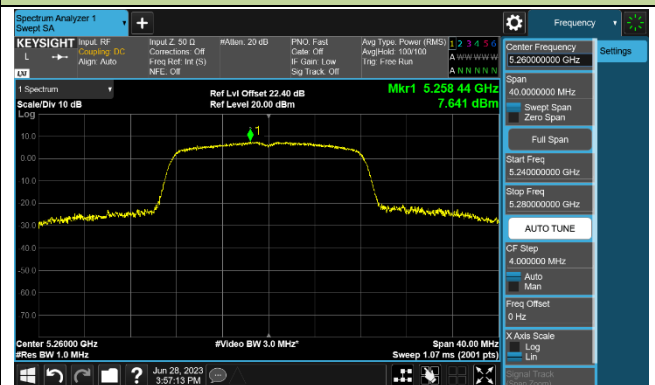 Spectrum Analyzer 1
Swept SA
Frequency
KEYSIGHT
L
LXI
Input: RF
Coupling: DC
Align: Auto
Input Z: 50 Ω
Corrections: Off
Freq Ref: Int (S)
NFE: Off
#Atten: 20 dB
PNO: Fast
Gate: Off
IF Gain: Low
Sig Track: Off
Avg Type: Power (RMS)
Avg|Hold: 100/100
Trig: Free Run
1 2 3 4 5 6
A W W W W W
A N N N N N
1 Spectrum
Scale/Div 10 dB
Log
Ref Lvl Offset 22.40 dB
Ref Level 20.00 dBm
Mkr1 5.258 44 GHz
7.641 dBm
1
10.0
0.00
-10.0
-20.0
-30.0
-40.0
-50.0
-60.0
-70.0
Center 5.26000 GHz
#Res BW 1.0 MHz
#Video BW 3.0 MHz*
Span 40.00 MHz
Sweep 1.07 ms (2001 pts)
?
Jun 28, 2023
3:57:13 PM
Center Frequency
5.260000000 GHz
Settings
Span
40.0000000 MHz
Swept Span
Zero Span
Full Span
Start Freq
5.240000000 GHz
Stop Freq
5.280000000 GHz
AUTO TUNE
CF Step
4.000000 MHz
Auto
Man
Freq Offset
0 Hz
X Axis Scale
Log
Lin
Signal Track
(Span Zoom)